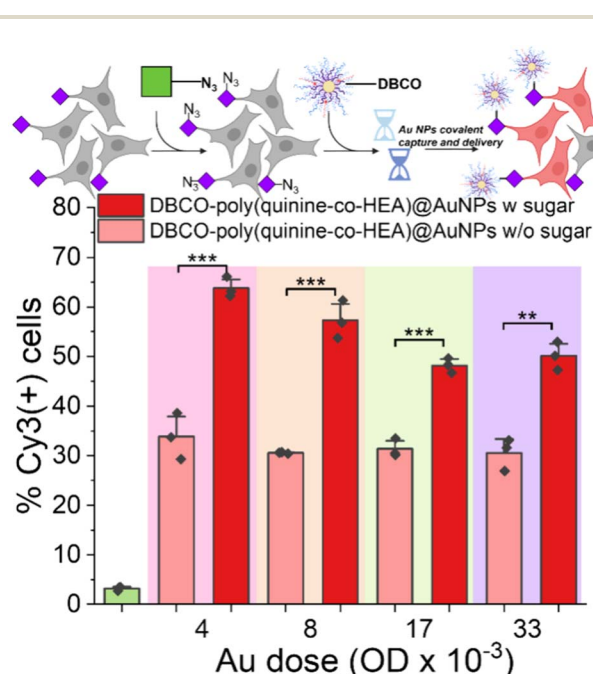 N₃ N₃
DBCO
N₃
Au NPs covalent
capture and delivery
N₃ N₃
80
DBCO-poly(quinine-co-HEA)@AuNPs w sugar
DBCO-poly(quinine-co-HEA)@AuNPs w/o sugar
70
***
60
***
***
**
50
40
30
20
10
0
% Cy3(+) cells
4 8 17 33
Au dose (OD x 10⁻³)